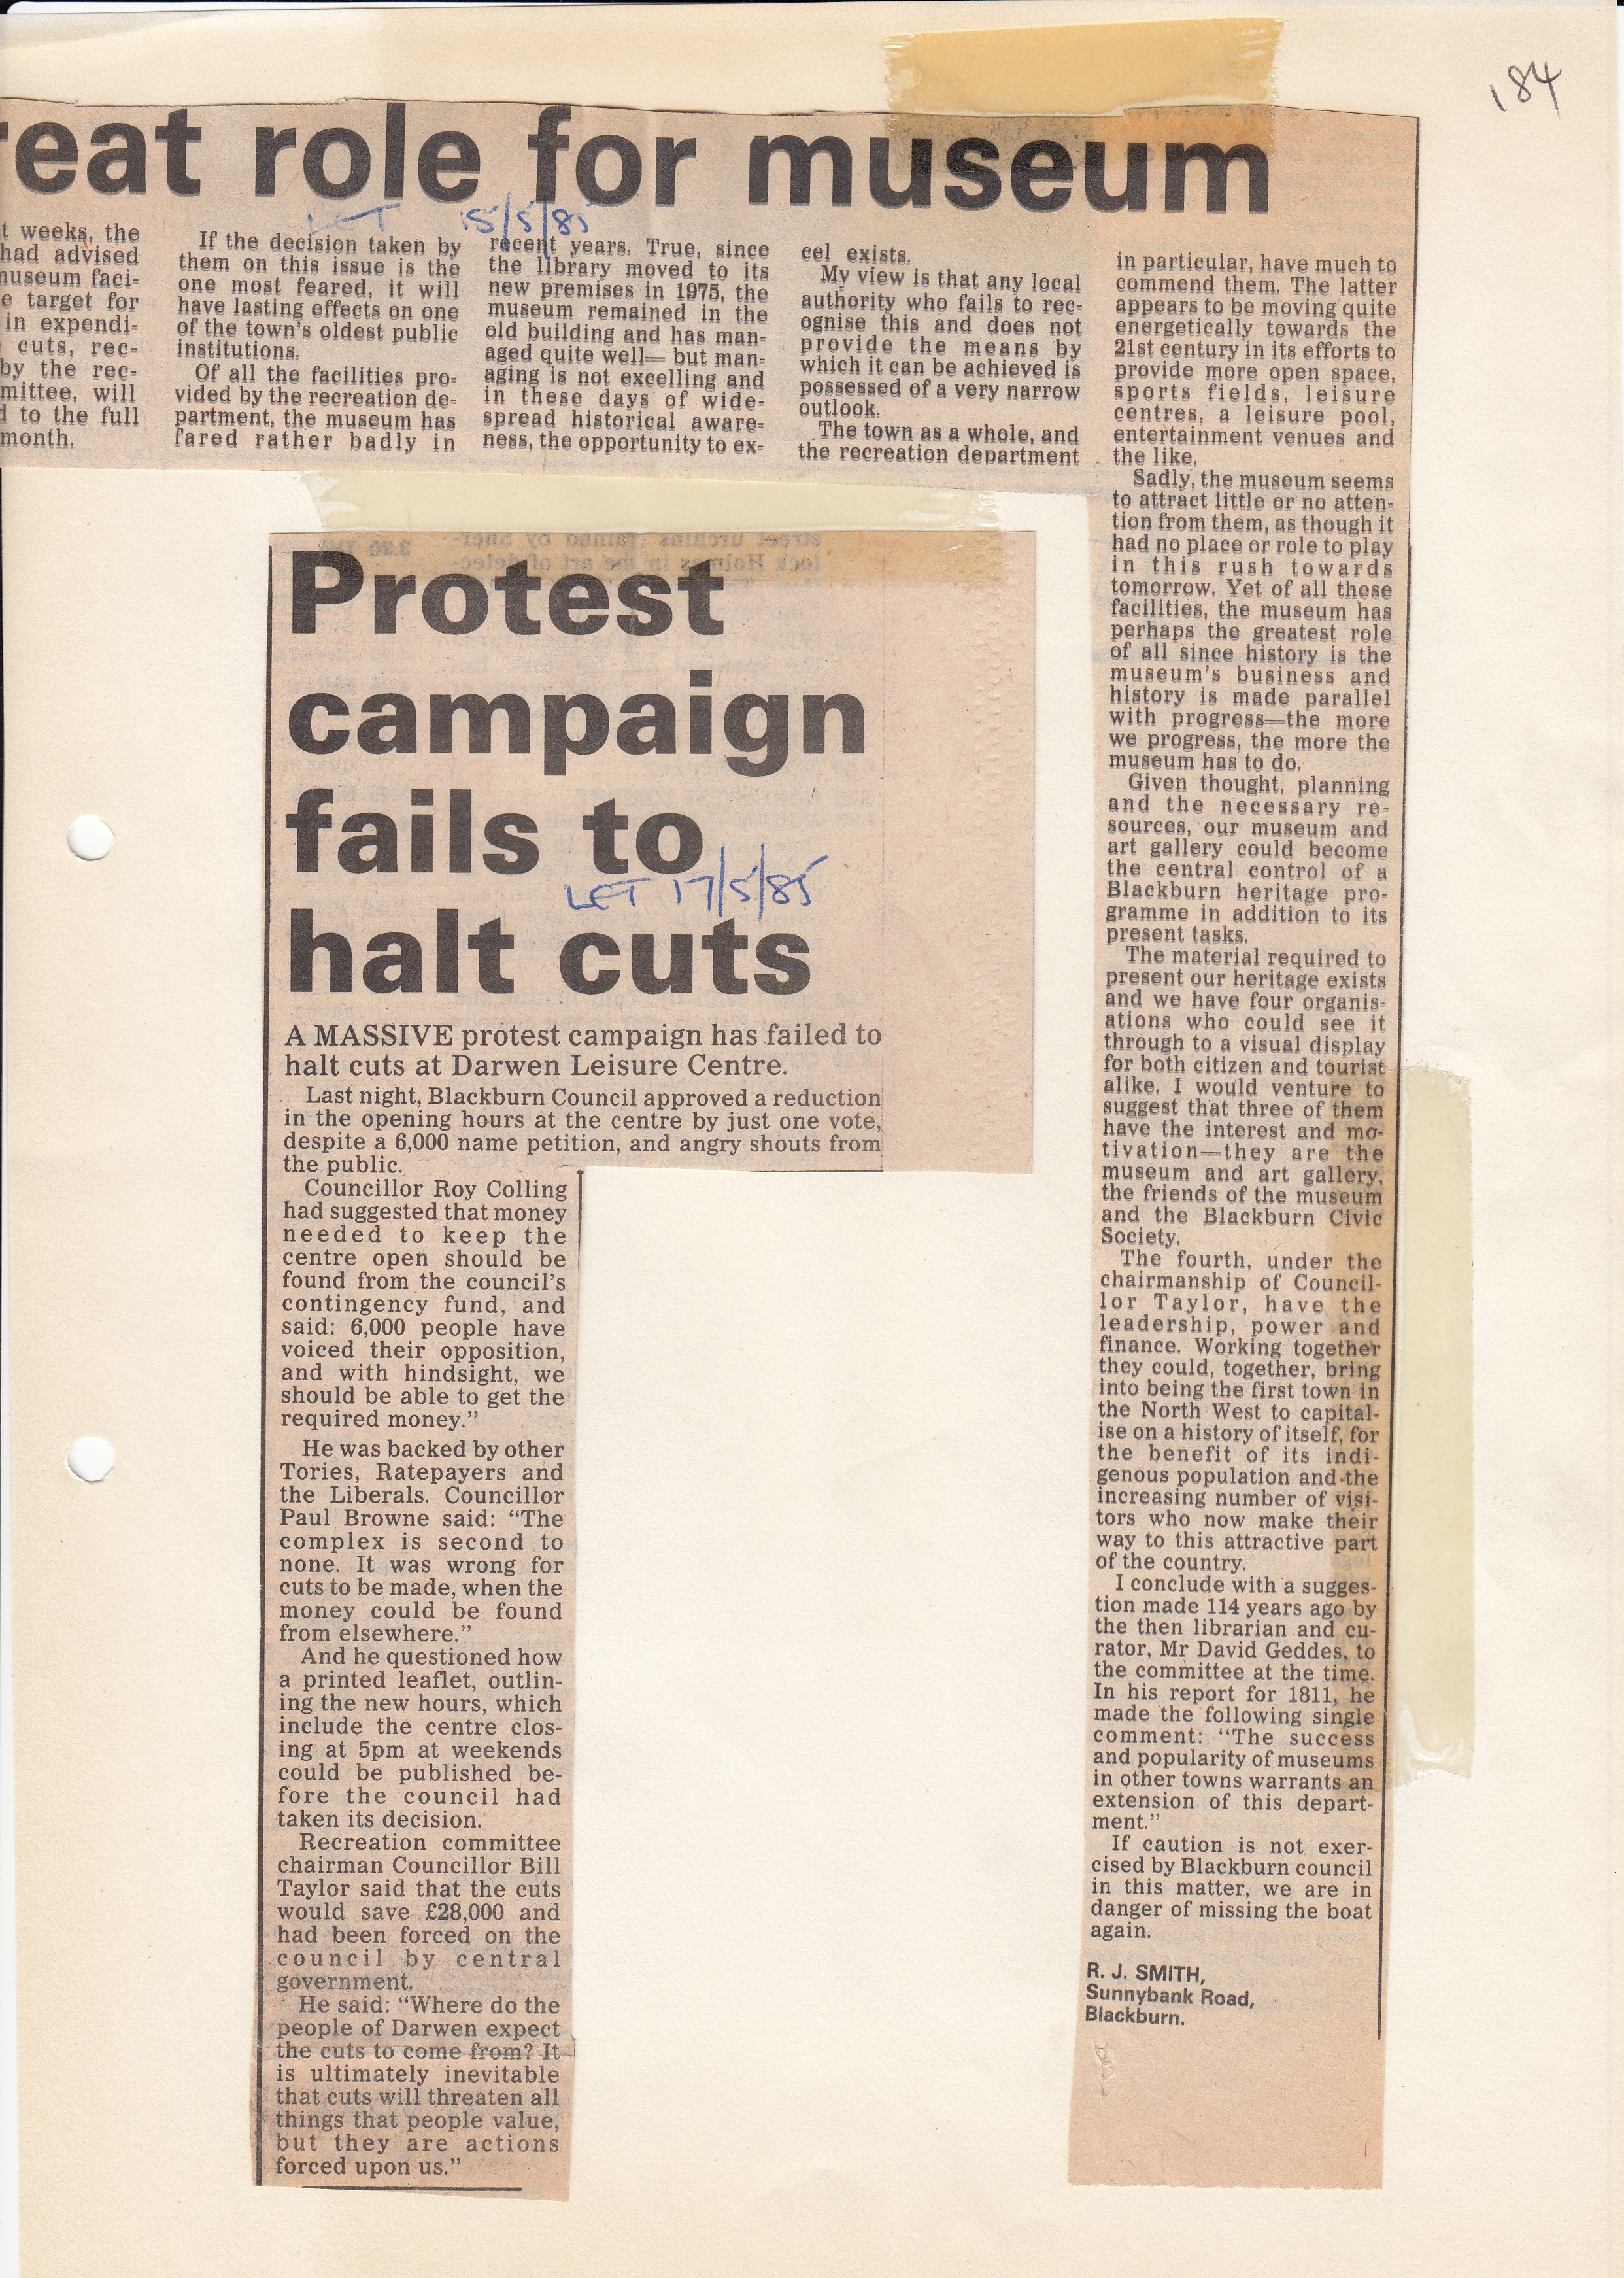 184
reat role for museum
LET 15/5/85
t weeks, the
had advised
museum faci-
e target for
in expendi-
cuts, rec-
by the rec-
mittee, will
d to the full
month.
If the decision taken by
them on this issue is the
one most feared, it will
have lasting effects on one
of the town's oldest public
institutions.
Of all the facilities pro-
vided by the recreation de-
partment, the museum has
fared rather badly in
recent years. True, since
the library moved to its
new premises in 1975, the
museum remained in the
old building and has man-
aged quite well— but man-
aging is not excelling and
in these days of wide-
spread historical aware-
ness, the opportunity to ex-
cel exists.
My view is that any local
authority who fails to rec-
ognise this and does not
provide the means by
which it can be achieved is
possessed of a very narrow
outlook.
The town as a whole, and
the recreation department
in particular, have much to
commend them. The latter
appears to be moving quite
energetically towards the
21st century in its efforts to
provide more open space,
sports fields, leisure
centres, a leisure pool,
entertainment venues and
the like.
Sadly, the museum seems
to attract little or no atten-
tion from them, as though it
had no place or role to play
in this rush towards
tomorrow. Yet of all these
facilities, the museum has
perhaps the greatest role
of all since history is the
museum's business and
history is made parallel
with progress—the more
we progress, the more the
museum has to do.
Given thought, planning
and the necessary re-
sources, our museum and
art gallery could become
the central control of a
Blackburn heritage pro-
gramme in addition to its
present tasks.
The material required to
present our heritage exists
and we have four organis-
ations who could see it
through to a visual display
for both citizen and tourist
alike. I would venture to
suggest that three of them
have the interest and mo-
tivation—they are the
museum and art gallery,
the friends of the museum
and the Blackburn Civic
Society.
The fourth, under the
chairmanship of Council-
lor Taylor, have the
leadership, power and
finance. Working together
they could, together, bring
into being the first town in
the North West to capital-
ise on a history of itself, for
the benefit of its indi-
genous population and the
increasing number of visi-
tors who now make their
way to this attractive part
of the country.
I conclude with a sugges-
tion made 114 years ago by
the then librarian and cu-
rator, Mr David Geddes, to
the committee at the time.
In his report for 1811, he
made the following single
comment: "The success
and popularity of museums
in other towns warrants an
extension of this depart-
ment."
If caution is not exer-
cised by Blackburn council
in this matter, we are in
danger of missing the boat
again.
R. J. SMITH,
Sunnybank Road,
Blackburn.
Protest
campaign
fails to
LET 17/5/85
halt cuts
A MASSIVE protest campaign has failed to
halt cuts at Darwen Leisure Centre.
Last night, Blackburn Council approved a reduction
in the opening hours at the centre by just one vote,
despite a 6,000 name petition, and angry shouts from
the public.
Councillor Roy Colling
had suggested that money
needed to keep the
centre open should be
found from the council's
contingency fund, and
said: 6,000 people have
voiced their opposition,
and with hindsight, we
should be able to get the
required money."
He was backed by other
Tories, Ratepayers and
the Liberals. Councillor
Paul Browne said: "The
complex is second to
none. It was wrong for
cuts to be made, when the
money could be found
from elsewhere."
And he questioned how
a printed leaflet, outlin-
ing the new hours, which
include the centre clos-
ing at 5pm at weekends
could be published be-
fore the council had
taken its decision.
Recreation committee
chairman Councillor Bill
Taylor said that the cuts
would save £28,000 and
had been forced on the
council by central
government.
He said: "Where do the
people of Darwen expect
the cuts to come from? It
is ultimately inevitable
that cuts will threaten all
things that people value,
but they are actions
forced upon us."